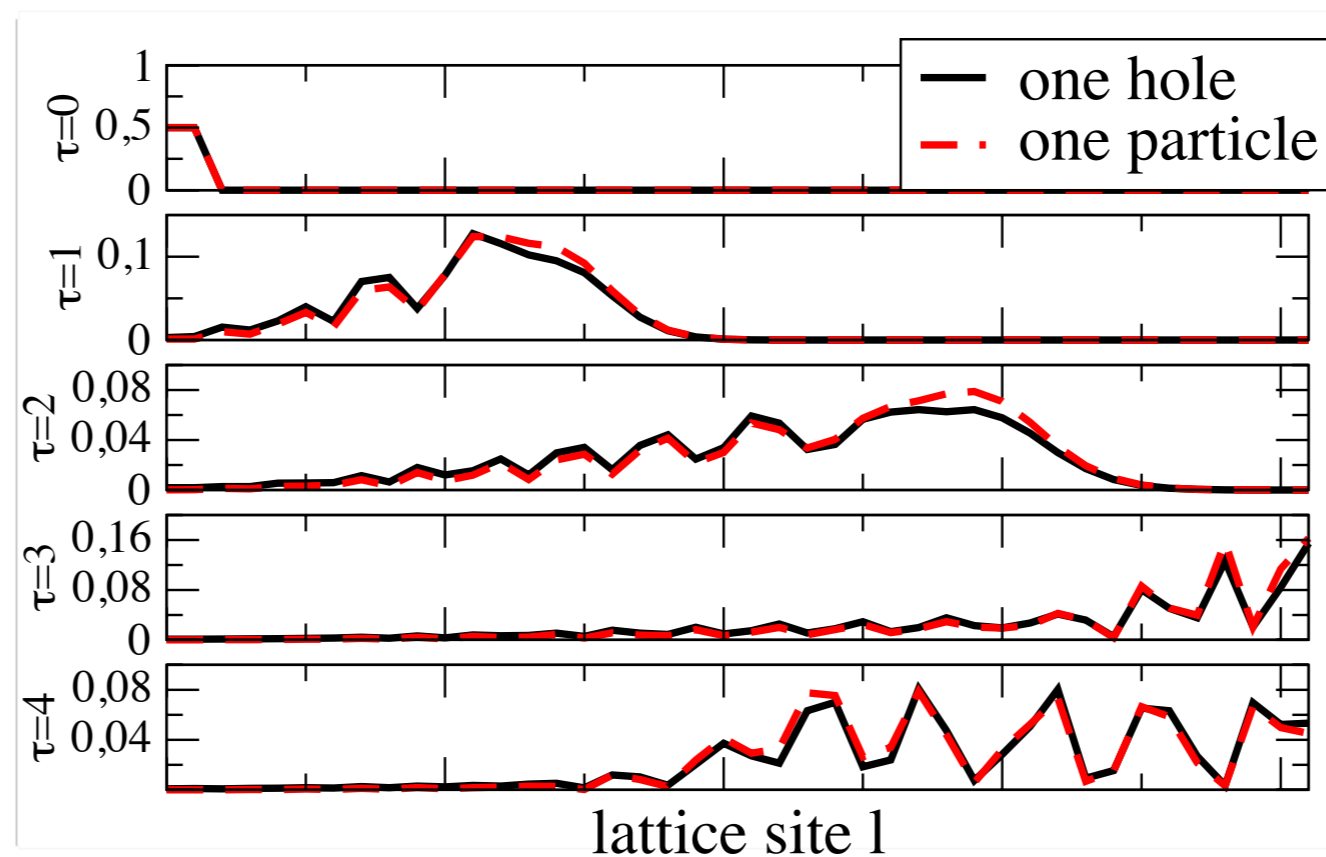 one hole
one particle
τ=0
1
0,5
0
τ=1
0,1
0
τ=2
0,08
0,04
0
τ=3
0,16
0,08
0
τ=4
0,08
0,04
lattice site l